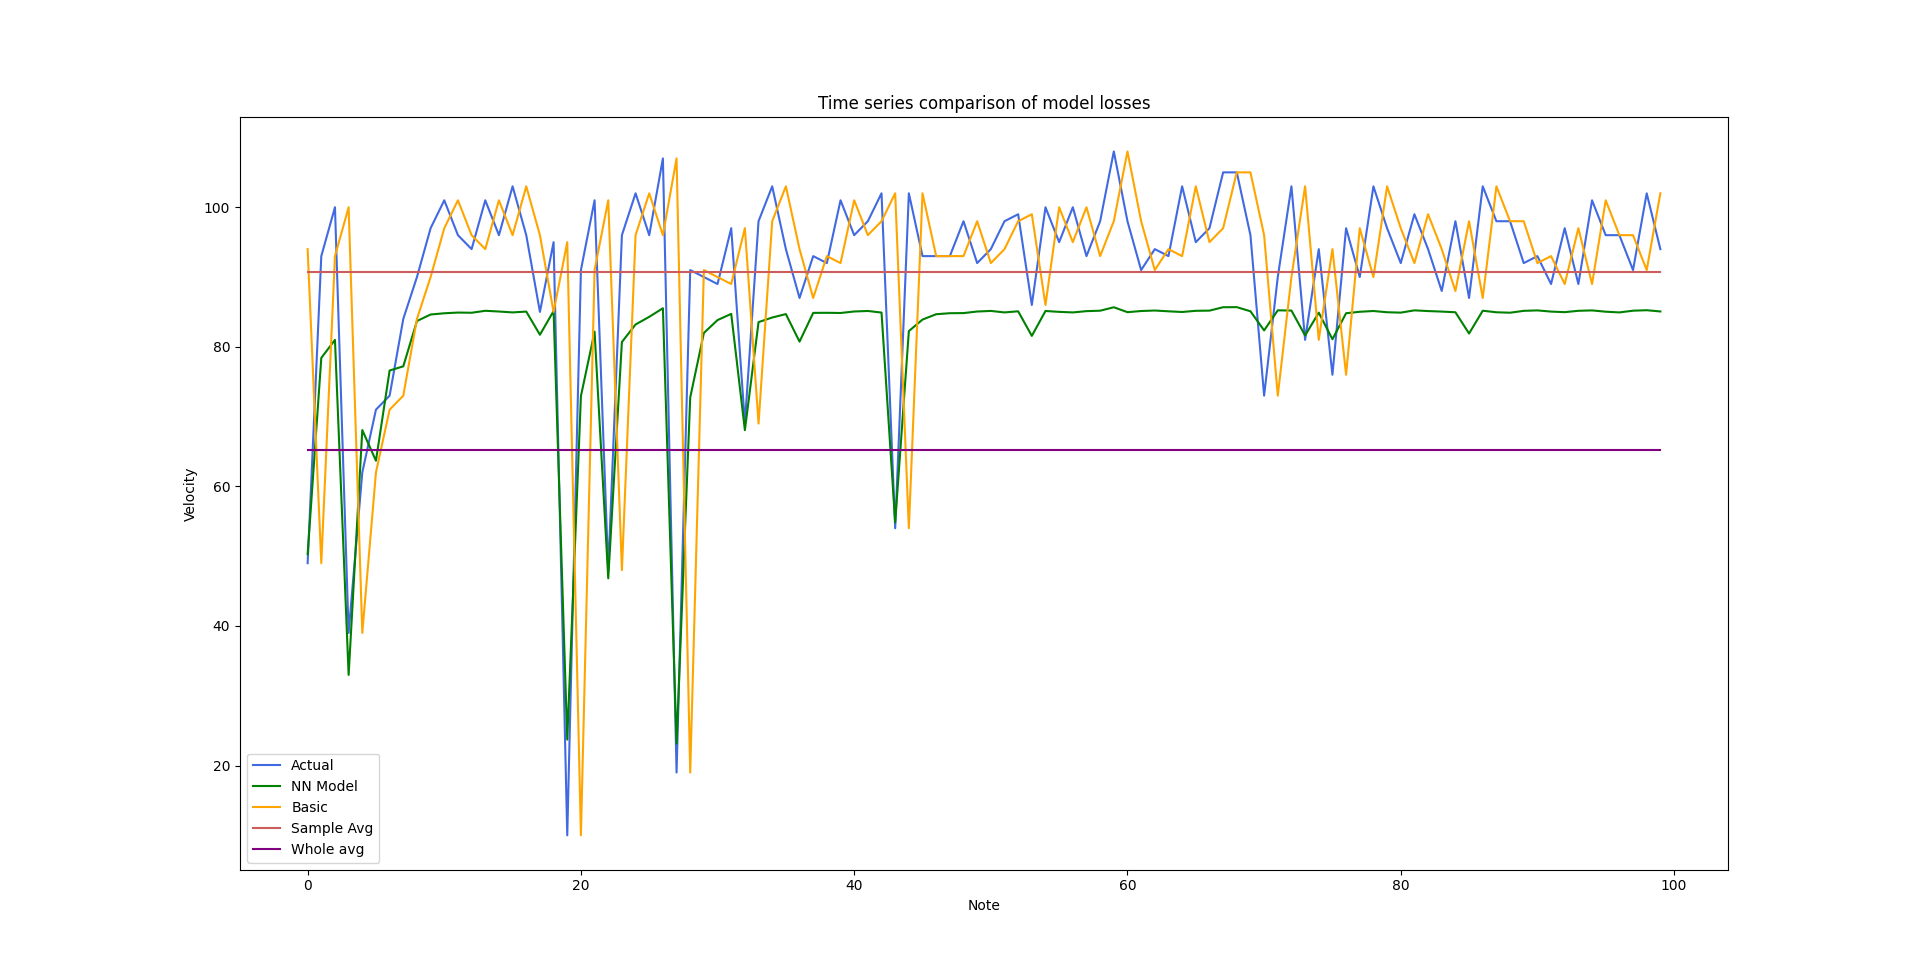 Time series comparison of model losses
Velocity
100
80
60
40
20
Actual
NN Model
Basic
Sample Avg
Whole avg
0 20 40 60 80 100
Note